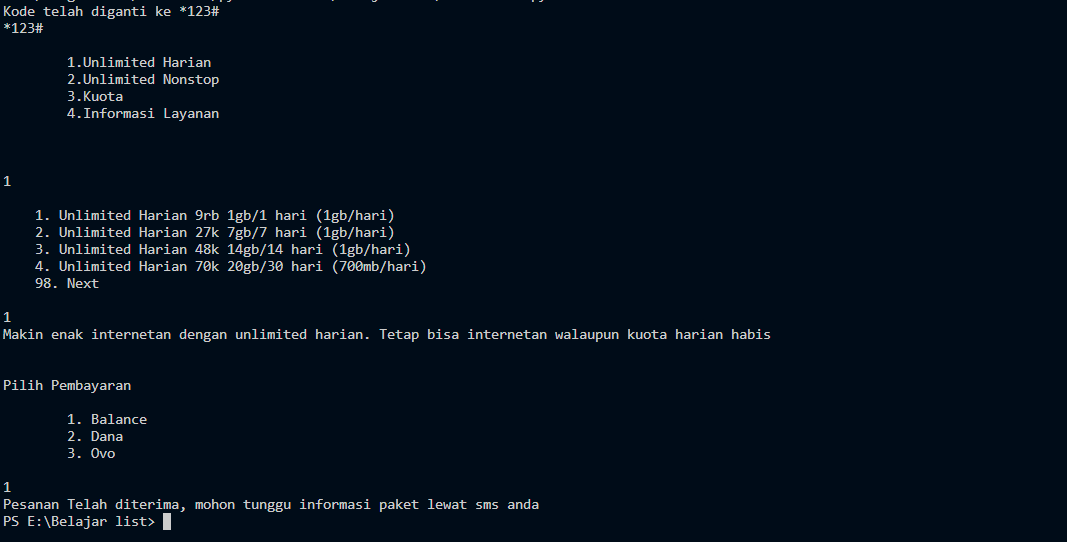 Kode telah diganti ke *123#
*123#
1.Unlimited Harian
2.Unlimited Nonstop
3.Kuota
4.Informasi Layanan
1
1. Unlimited Harian 9rb 1gb/1 hari (1gb/hari)
2. Unlimited Harian 27k 7gb/7 hari (1gb/hari)
3. Unlimited Harian 48k 14gb/14 hari (1gb/hari)
4. Unlimited Harian 70k 20gb/30 hari (700mb/hari)
98. Next
1
Makin enak internetan dengan unlimited harian. Tetap bisa internetan walaupun kuota harian habis
Pilih Pembayaran
1. Balance
2. Dana
3. Ovo
1
Pesanan Telah diterima, mohon tunggu informasi paket lewat sms anda
PS E:\Belajar list>